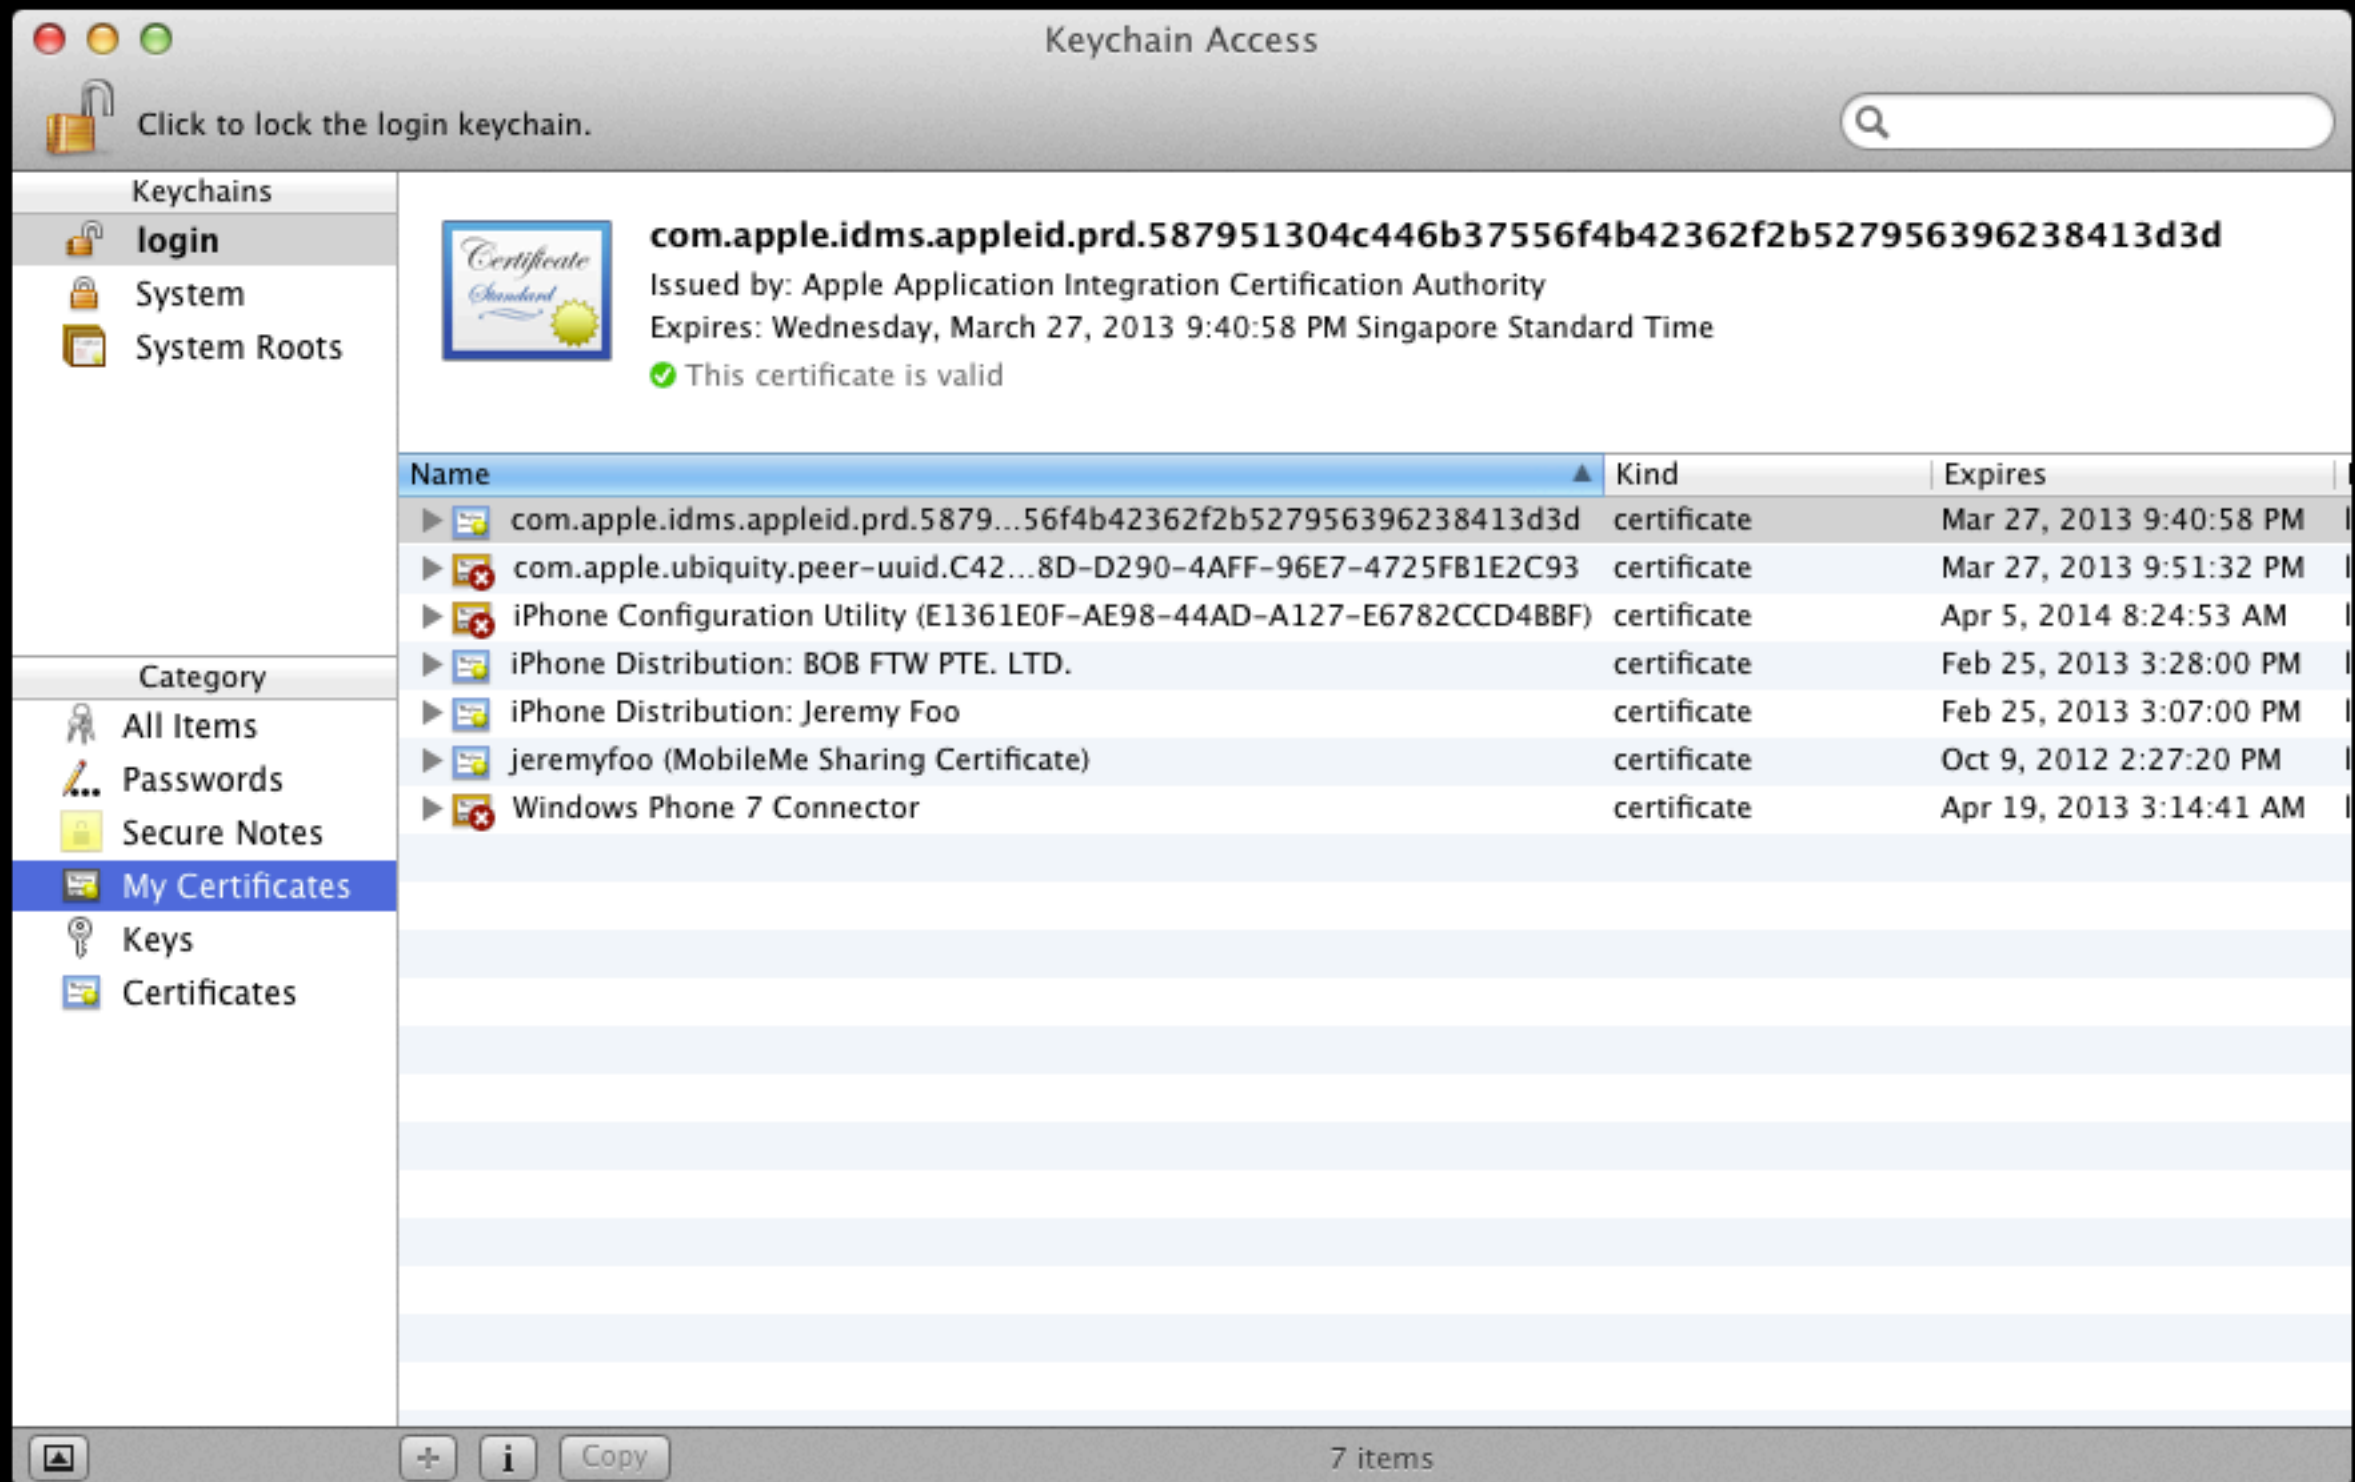 Keychain Access
Click to lock the login keychain.
Keychains
login
System
System Roots
Category
All Items
Passwords
Secure Notes
My Certificates
Keys
Certificates
Certificate
Standard
com.apple.idms.appleid.prd.587951304c446b37556f4b42362f2b527956396238413d3d
Issued by: Apple Application Integration Certification Authority
Expires: Wednesday, March 27, 2013 9:40:58 PM Singapore Standard Time
This certificate is valid
Name Kind Expires
com.apple.idms.appleid.prd.5879...56f4b42362f2b527956396238413d3d certificate Mar 27, 2013 9:40:58 PM
com.apple.ubiquity.peer-uuid.C42...8D-D290-4AFF-96E7-4725FB1E2C93 certificate Mar 27, 2013 9:51:32 PM
iPhone Configuration Utility (E1361E0F-AE98-44AD-A127-E6782CCD4BBF) certificate Apr 5, 2014 8:24:53 AM
iPhone Distribution: BOB FTW PTE. LTD. certificate Feb 25, 2013 3:28:00 PM
iPhone Distribution: Jeremy Foo certificate Feb 25, 2013 3:07:00 PM
jeremyfoo (MobileMe Sharing Certificate) certificate Oct 9, 2012 2:27:20 PM
Windows Phone 7 Connector certificate Apr 19, 2013 3:14:41 AM
Copy
7 items